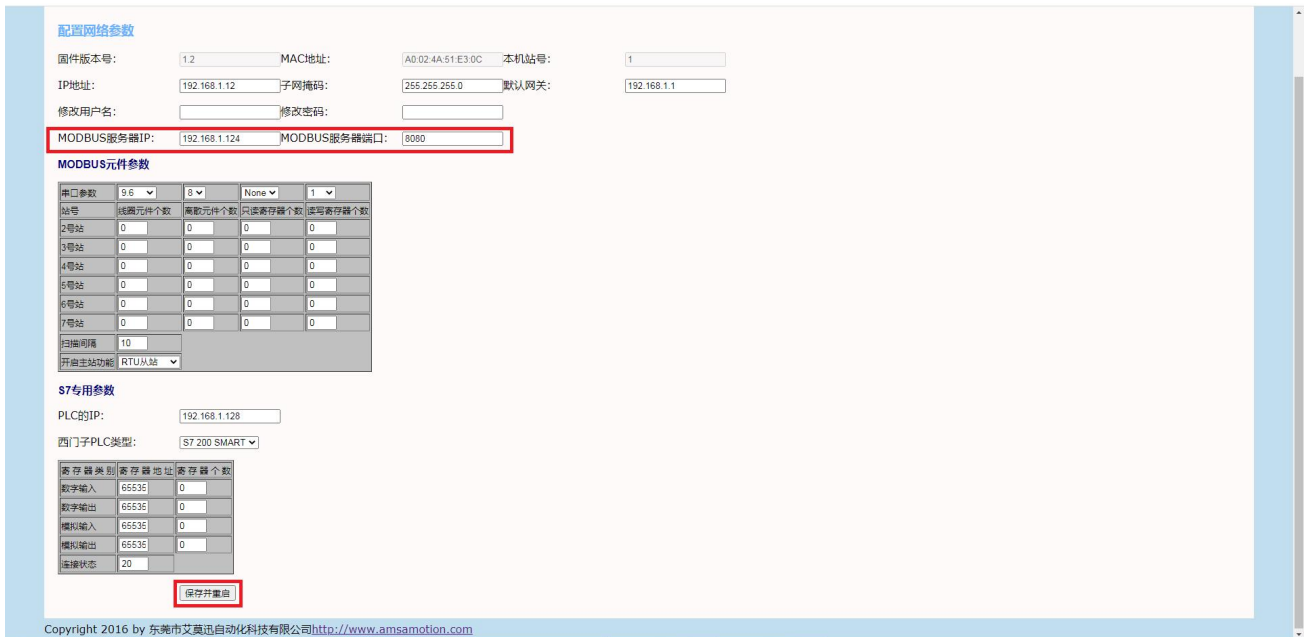 配置网络参数
固件版本号: 1.2 MAC地址: A0:02:4A:51:E3:0C 本机站号: 1
IP地址: 192.168.1.12 子网掩码: 255.255.255.0 默认网关: 192.168.1.1
修改用户名: 修改密码:
MODBUS服务器IP: 192.168.1.124 MODBUS服务器端口: 8080
MODBUS元件参数
串口参数 9.6 8 None 1
站号 线圈元件个数 离散元件个数 只读寄存器个数 读写寄存器个数
2号站 0 0 0 0
3号站 0 0 0 0
4号站 0 0 0 0
5号站 0 0 0 0
6号站 0 0 0 0
7号站 0 0 0 0
扫描间隔 10
开启主站功能 RTU从站
S7专用参数
PLC的IP: 192.168.1.128
西门子PLC类型: S7 200 SMART
寄存器类别 寄存器地址 寄存器个数
数字输入 65535 0
数字输出 65535 0
模拟输入 65535 0
模拟输出 65535 0
连接状态 20
保存并重启
Copyright 2016 by 东莞市艾莫迅自动化科技有限公司http://www.amsamotion.com